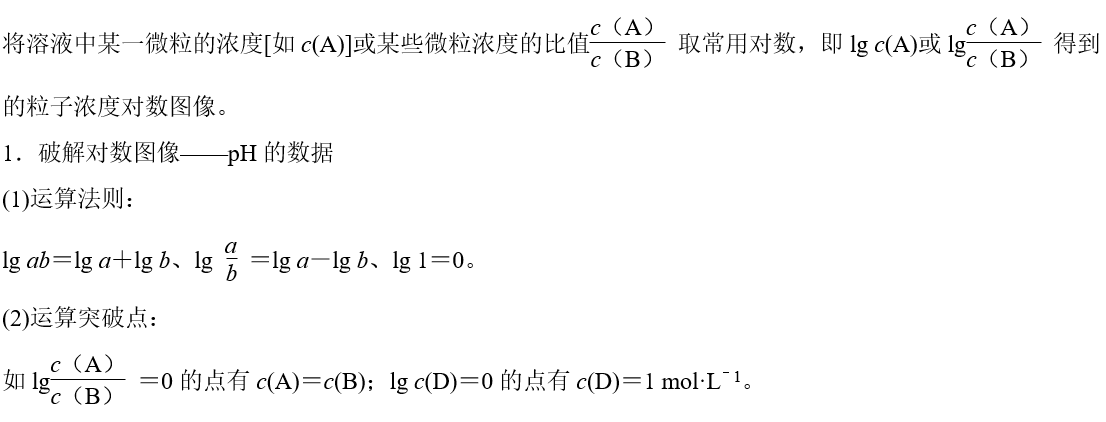 将溶液中某一微粒的浓度[如 c(A)]或某些微粒浓度的比值c（A）/c（B） 取常用对数，即 lg c(A)或 lg c（A）/c（B） 得到
的粒子浓度对数图像。
1．破解对数图像——pH 的数据
(1)运算法则：
lg ab＝lg a＋lg b、lg a/b ＝lg a－lg b、lg 1＝0。
(2)运算突破点：
如 lg c（A）/c（B） ＝0 的点有 c(A)＝c(B)；lg c(D)＝0 的点有 c(D)＝1 mol·L⁻¹。